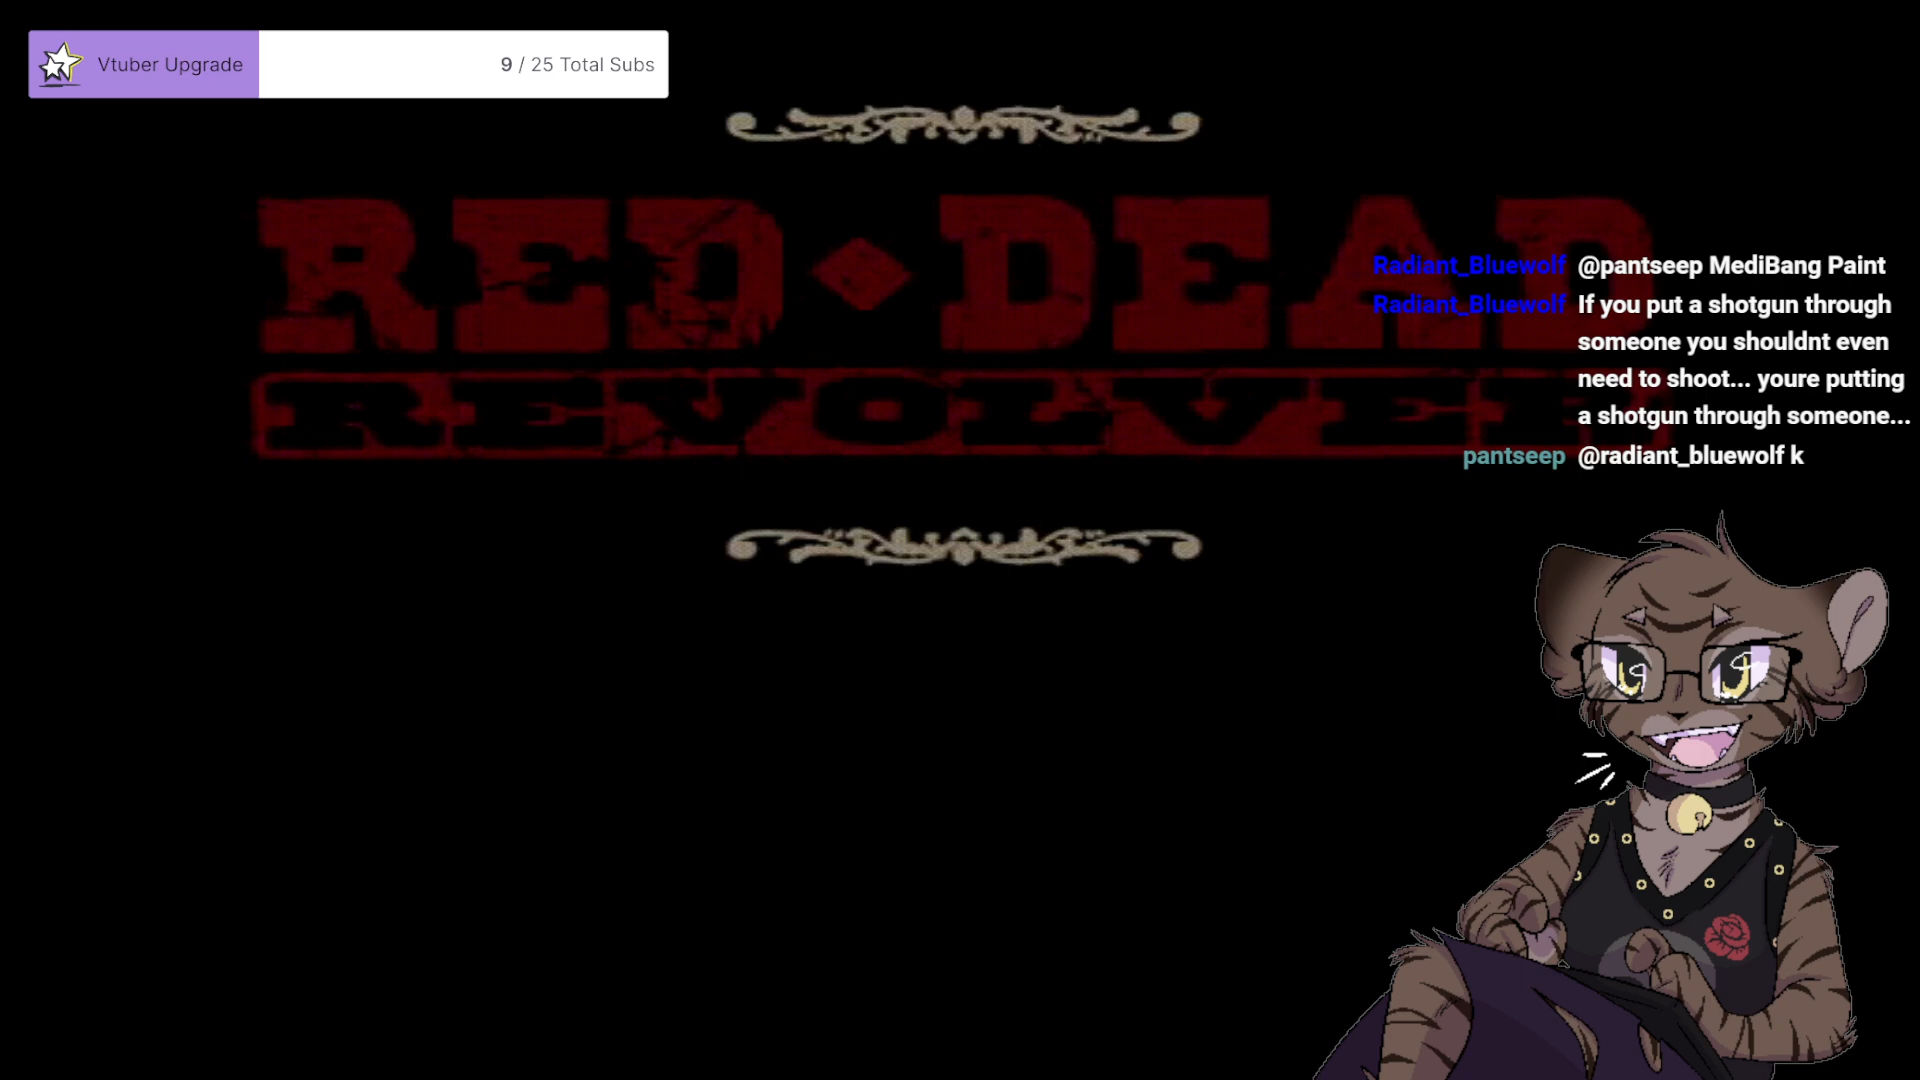 Vtuber Upgrade
9 / 25 Total Subs
RED DEAD
REVOLVER
Radiant_Bluewolf @pantseep MediBang Paint
Radiant_Bluewolf If you put a shotgun through
someone you shouldnt even
need to shoot... youre putting
a shotgun through someone...
pantseep @radiant_bluewolf k